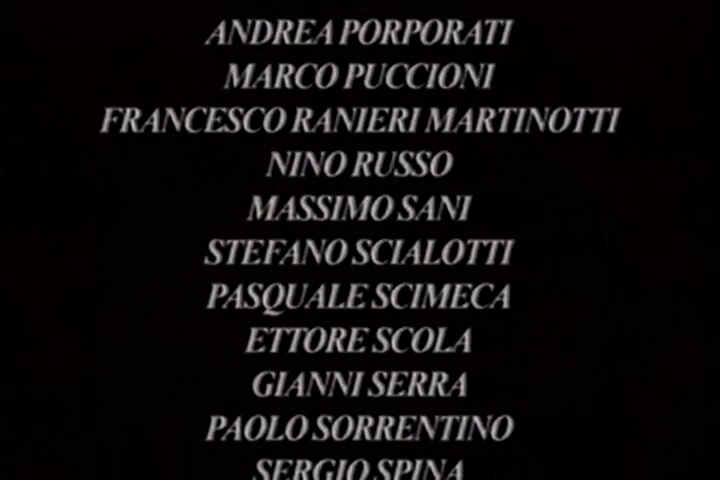 ANDREA PORPORATI
MARCO PUCCIONI
FRANCESCO RANIERI MARTINOTTI
NINO RUSSO
MASSIMO SANI
STEFANO SCIALOTTI
PASQUALE SCIMECA
ETTORE SCOLA
GIANNI SERRA
PAOLO SORRENTINO
SERGIO SPINA